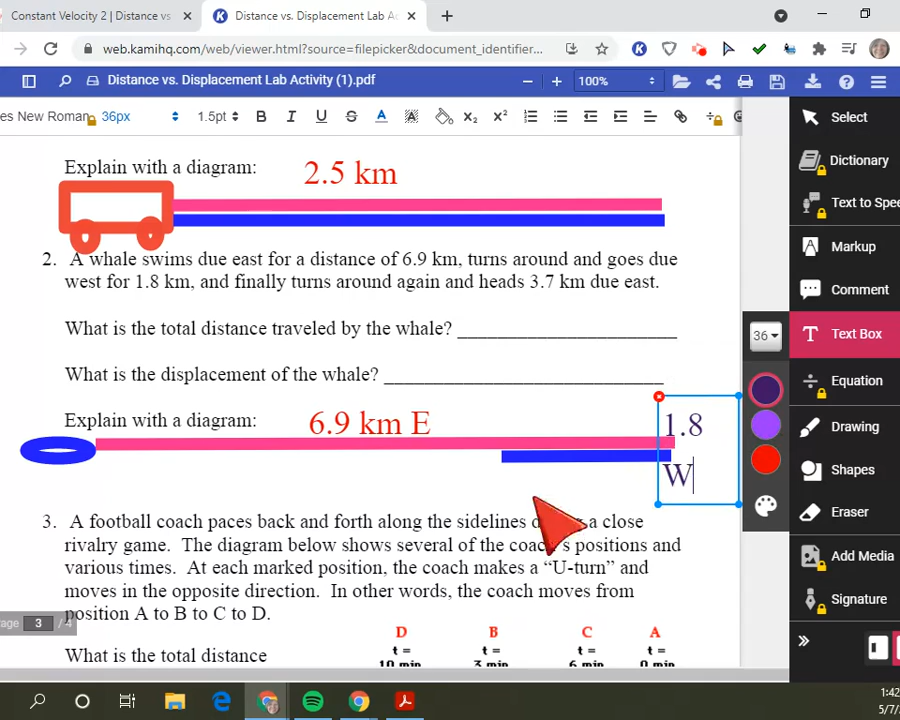 Constant Velocity 2 | Distance vs
Distance vs. Displacement Lab Ac
web.kamihq.com/web/viewer.html?source=filepicker&document_identifier...
Distance vs. Displacement Lab Activity (1).pdf
100%
es New Roman
36px
1.5pt
B
I
U
S
A
A
X₂
X²
Explain with a diagram:
2.5 km
2. A whale swims due east for a distance of 6.9 km, turns around and goes due
west for 1.8 km, and finally turns around again and heads 3.7 km due east.
What is the total distance traveled by the whale? ____________________
What is the displacement of the whale? _________________________
Explain with a diagram:
6.9 km E
1.8
W
3. A football coach paces back and forth along the sidelines a close
rivalry game. The diagram below shows several of the coach's positions and
various times. At each marked position, the coach makes a “U-turn” and
moves in the opposite direction. In other words, the coach moves from
position A to B to C to D.
What is the total distance
D
B
C
A
t =
t =
t =
t =
10 min
3 min
6 min
0 min
age 3 / 4
Select
Dictionary
Text to Spee
Markup
Comment
Text Box
Equation
Drawing
Shapes
Eraser
Add Media
Signature
36
1:42
5/7/2